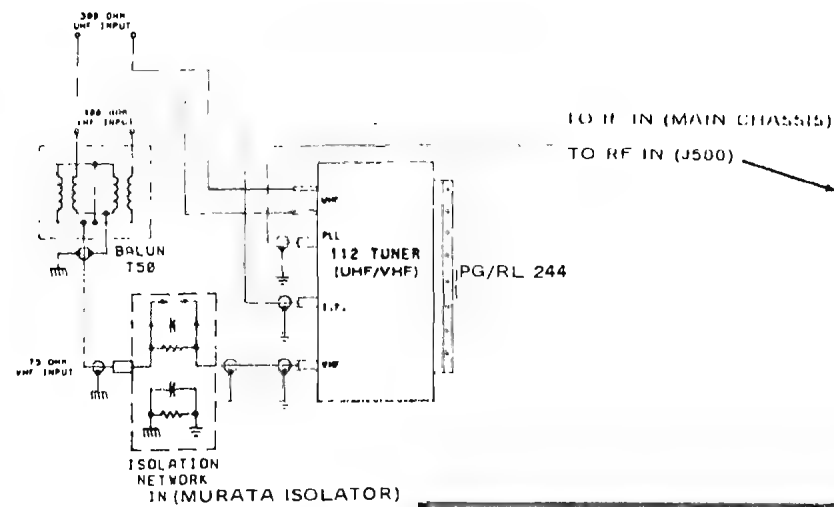 300 OHM
UHF INPUT
300 OHM
VHF INPUT
TO IF IN (MAIN CHASSIS)
TO RF IN (J500)
UHF
PLL
112 TUNER
(UHF/VHF)
PG/RL 244
BALUN
T50
75 OHM
VHF INPUT
VHF
ISOLATION
NETWORK
IN (MURATA ISOLATOR)